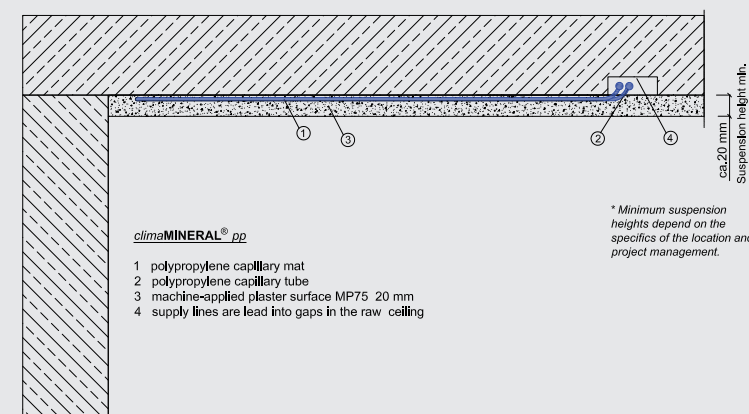 1
3
2
4
ca.20 mm
Suspension height min.
* Minimum suspension
heights depend on the
specifics of the location and
project management.
climaMINERAL® pp
1 polypropylene capillary mat
2 polypropylene capillary tube
3 machine-applied plaster surface MP75 20 mm
4 supply lines are lead into gaps in the raw ceiling